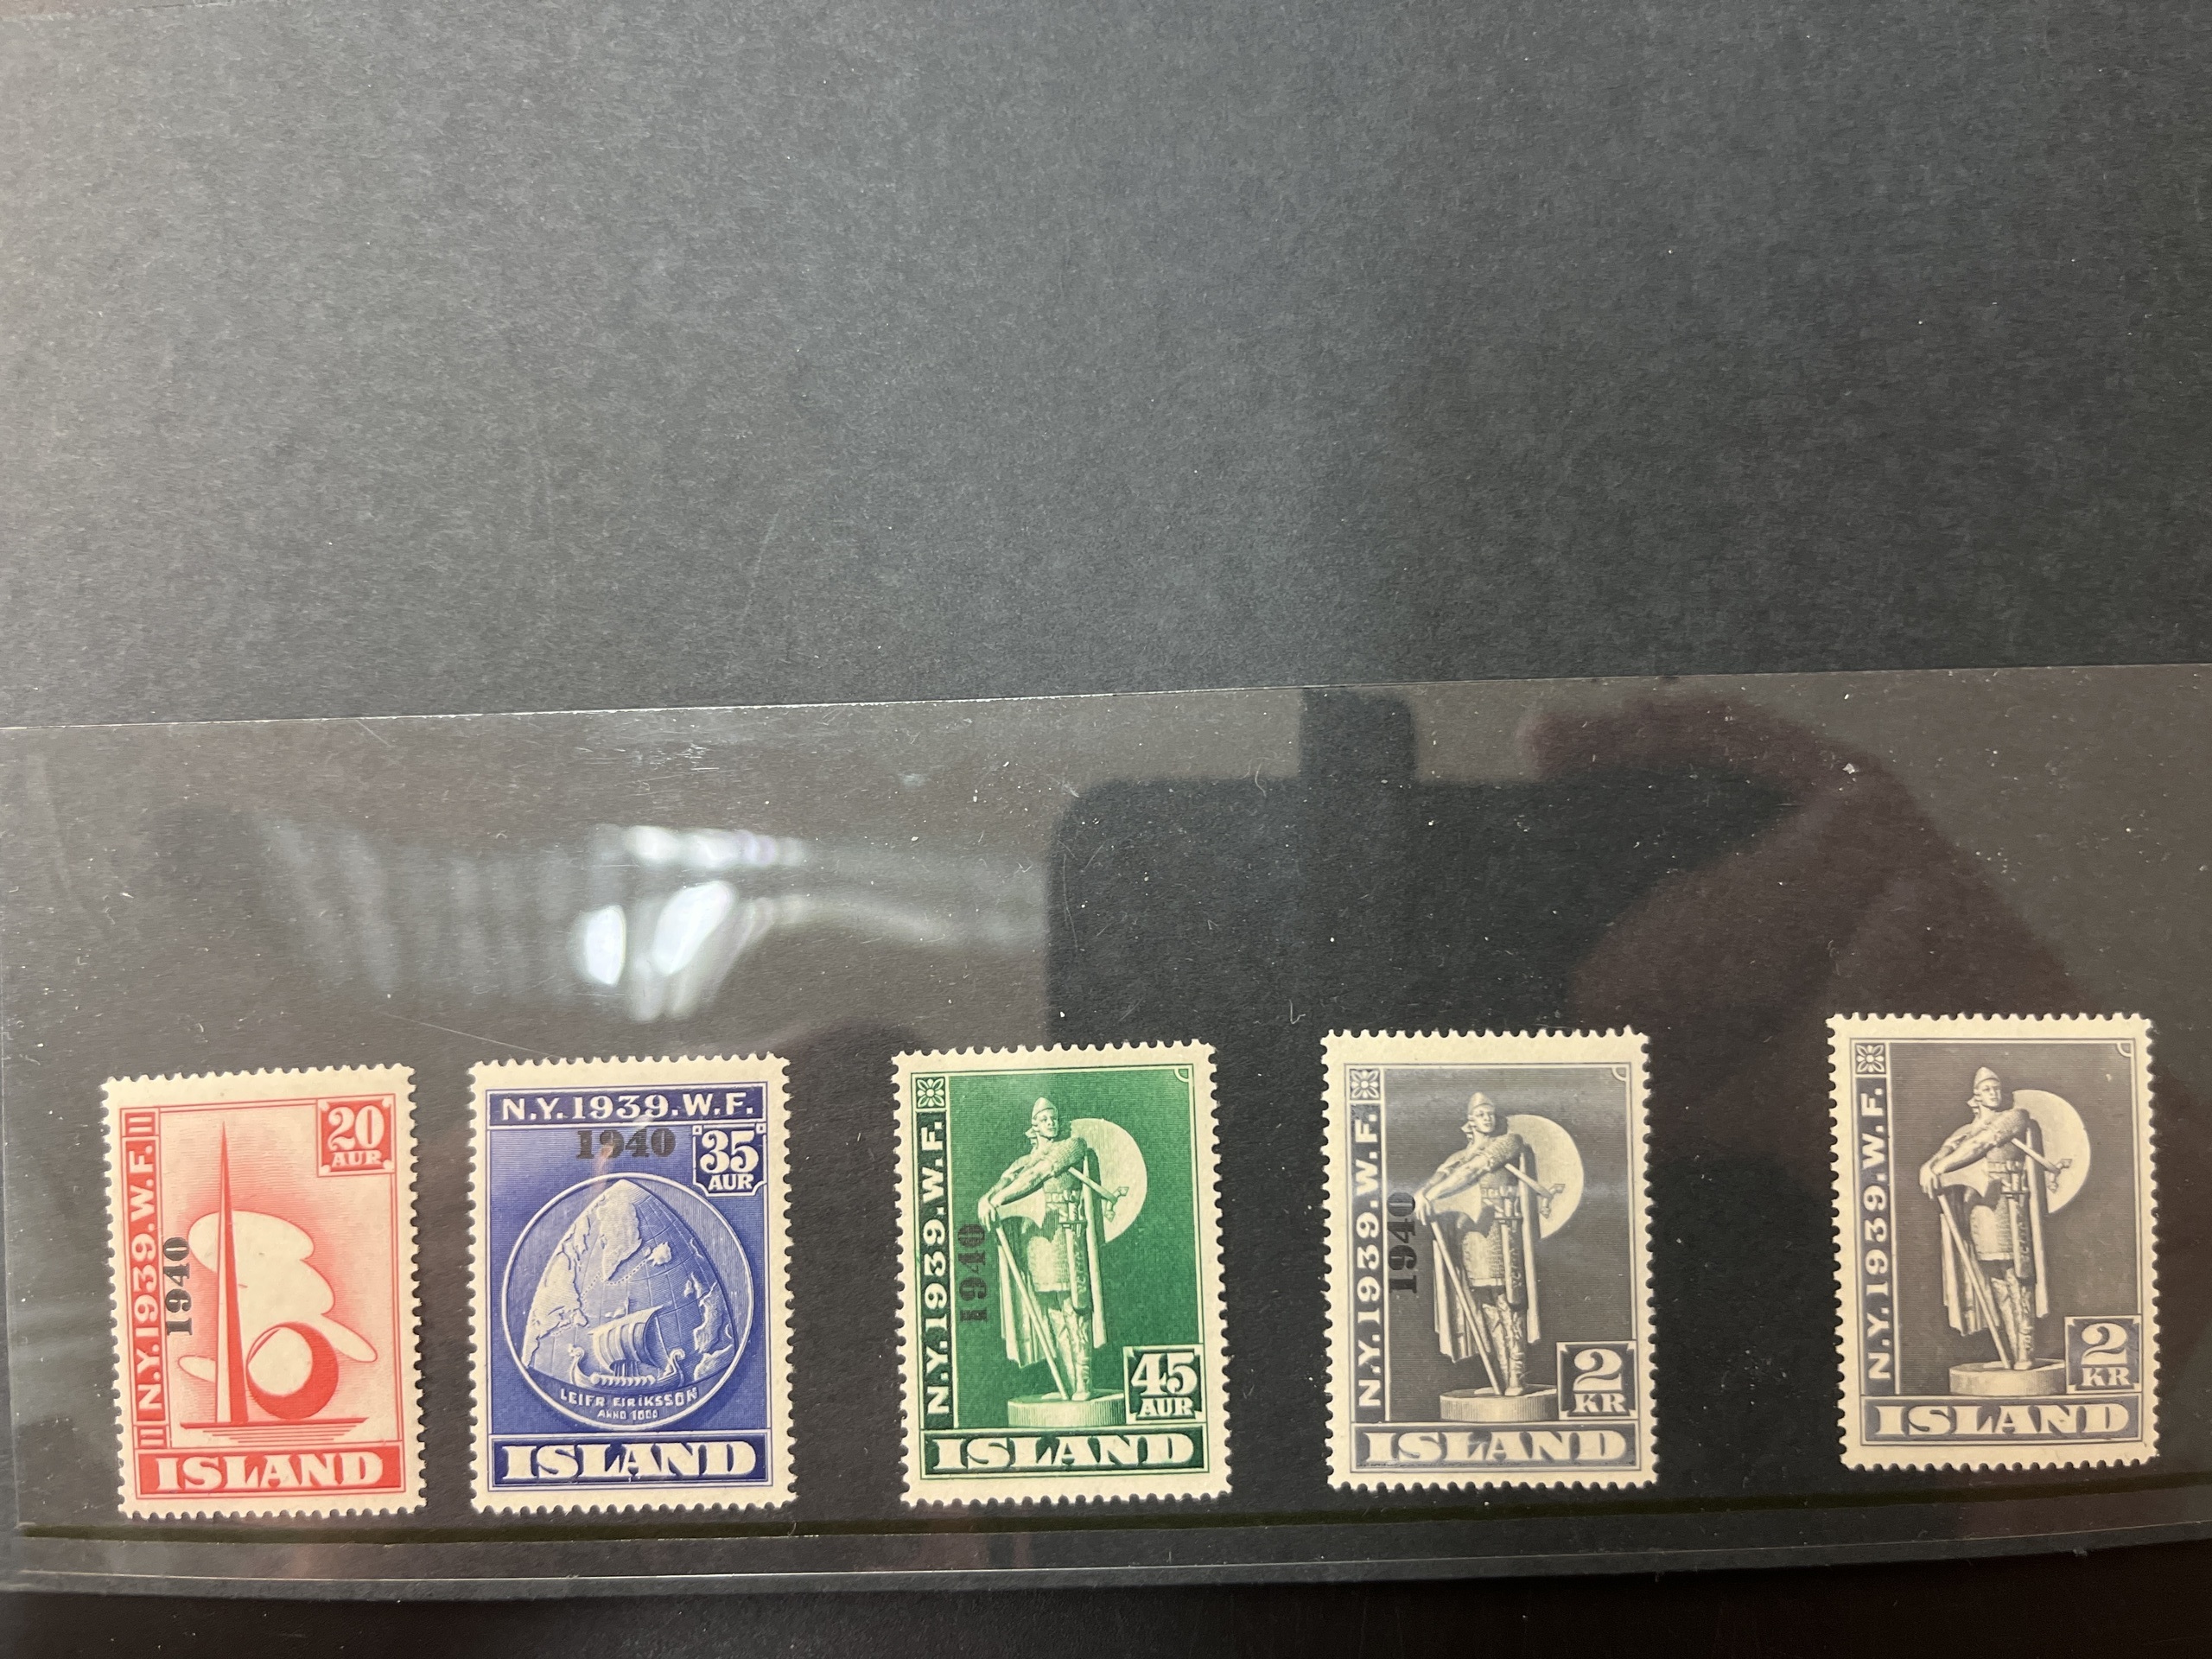 N.Y.1939.W.F.
20
AUR
1940
ISLAND
N.Y.1939.W.F.
1940
35
AUR
LEIFR EIRIKSSON
ANNO 1000
ISLAND
N.Y.1939.W.F.
1940
45
AUR
ISLAND
N.Y.1939.W.F.
1940
2
KR
ISLAND
N.Y.1939.W.F.
2
KR
ISLAND